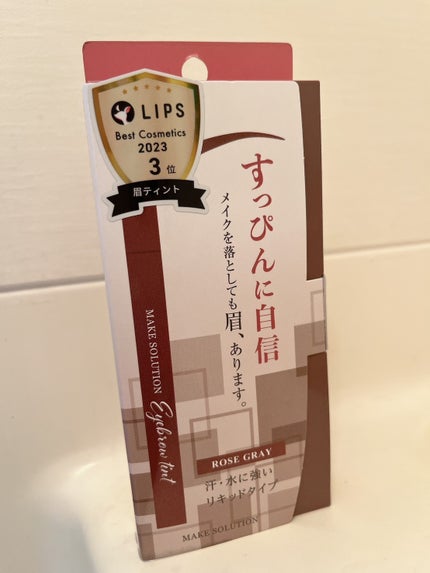 LIPS
Best Cosmetics
2023
3位
眉ティント
すっぴんに自信
メイクを落としても眉、あります。
MAKE SOLUTION Eyebrow tint
ROSE GRAY
汗・水に強い
リキッドタイプ
MAKE SOLUTION